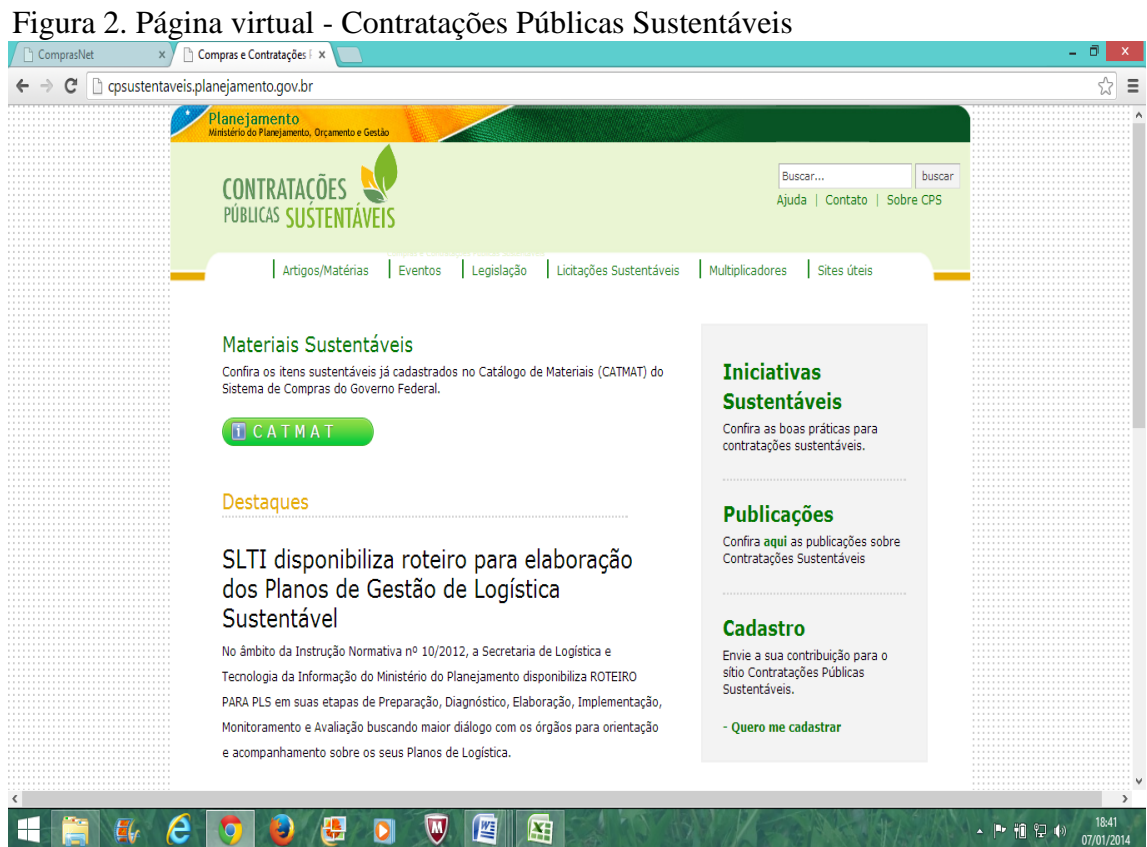 Figura 2. Página virtual - Contratações Públicas Sustentáveis
ComprasNet
Compras e Contratações
cpsustentaveis.planejamento.gov.br
Planejamento
Ministério do Planejamento, Orçamento e Gestão
CONTRATAÇÕES
PÚBLICAS SUSTENTÁVEIS
Buscar... buscar
Ajuda | Contato | Sobre CPS
Artigos/Matérias | Eventos | Legislação | Licitações Sustentáveis | Multiplicadores | Sites úteis
Materiais Sustentáveis
Confira os itens sustentáveis já cadastrados no Catálogo de Materiais (CATMAT) do
Sistema de Compras do Governo Federal.
CATMAT
Destaques
SLTI disponibiliza roteiro para elaboração
dos Planos de Gestão de Logística
Sustentável
No âmbito da Instrução Normativa nº 10/2012, a Secretaria de Logística e
Tecnologia da Informação do Ministério do Planejamento disponibiliza ROTEIRO
PARA PLS em suas etapas de Preparação, Diagnóstico, Elaboração, Implementação,
Monitoramento e Avaliação buscando maior diálogo com os órgãos para orientação
e acompanhamento sobre os seus Planos de Logística.
Iniciativas
Sustentáveis
Confira as boas práticas para
contratações sustentáveis.
Publicações
Confira aqui as publicações sobre
Contratações Sustentáveis
Cadastro
Envie a sua contribuição para o
sítio Contratações Públicas
Sustentáveis.
- Quero me cadastrar
18:41
07/01/2014